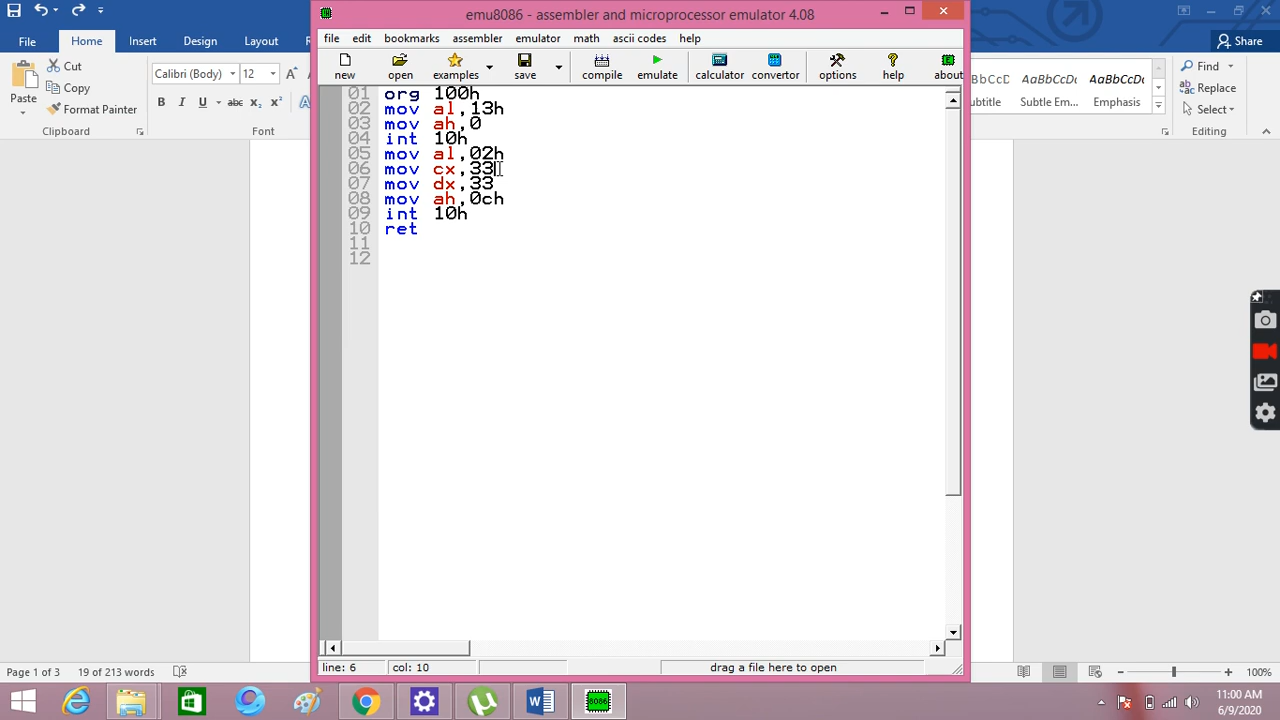 emu8086 - assembler and microprocessor emulator 4.08
File Home Insert Design Layout
Share
file edit bookmarks assembler emulator math ascii codes help
new open examples save compile emulate calculator convertor options help about
Paste
Cut
Copy
Format Painter
Clipboard
Calibri (Body) 12
Font
AaBbCcD AaBbCcDc AaBbCcDc
ubtitle Subtle Em... Emphasis
Find
Replace
Select
Editing
01 org 100h
02 mov al,13h
03 mov ah,0
04 int 10h
05 mov al,02h
06 mov cx,33
07 mov dx,33
08 mov ah,0ch
09 int 10h
10 ret
11
12
line: 6 col: 10 drag a file here to open
Page 1 of 3 19 of 213 words
100%
8086
11:00 AM
6/9/2020